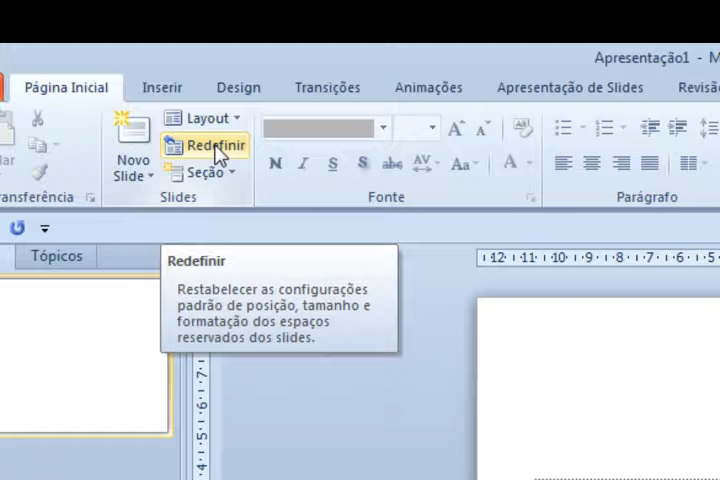 Apresentação1 - M
Página Inicial Inserir Design Transições Animações Apresentação de Slides Revisã
Layout
Redefinir
Seção
Novo
Slide
N I S S abc AV Aa A
lar
ansferência Slides Fonte Parágrafo
Tópicos
Redefinir
Restabelecer as configurações
padrão de posição, tamanho e
formatação dos espaços
reservados dos slides.
12 11 10 9 8 7 6 5
7
6
5
4